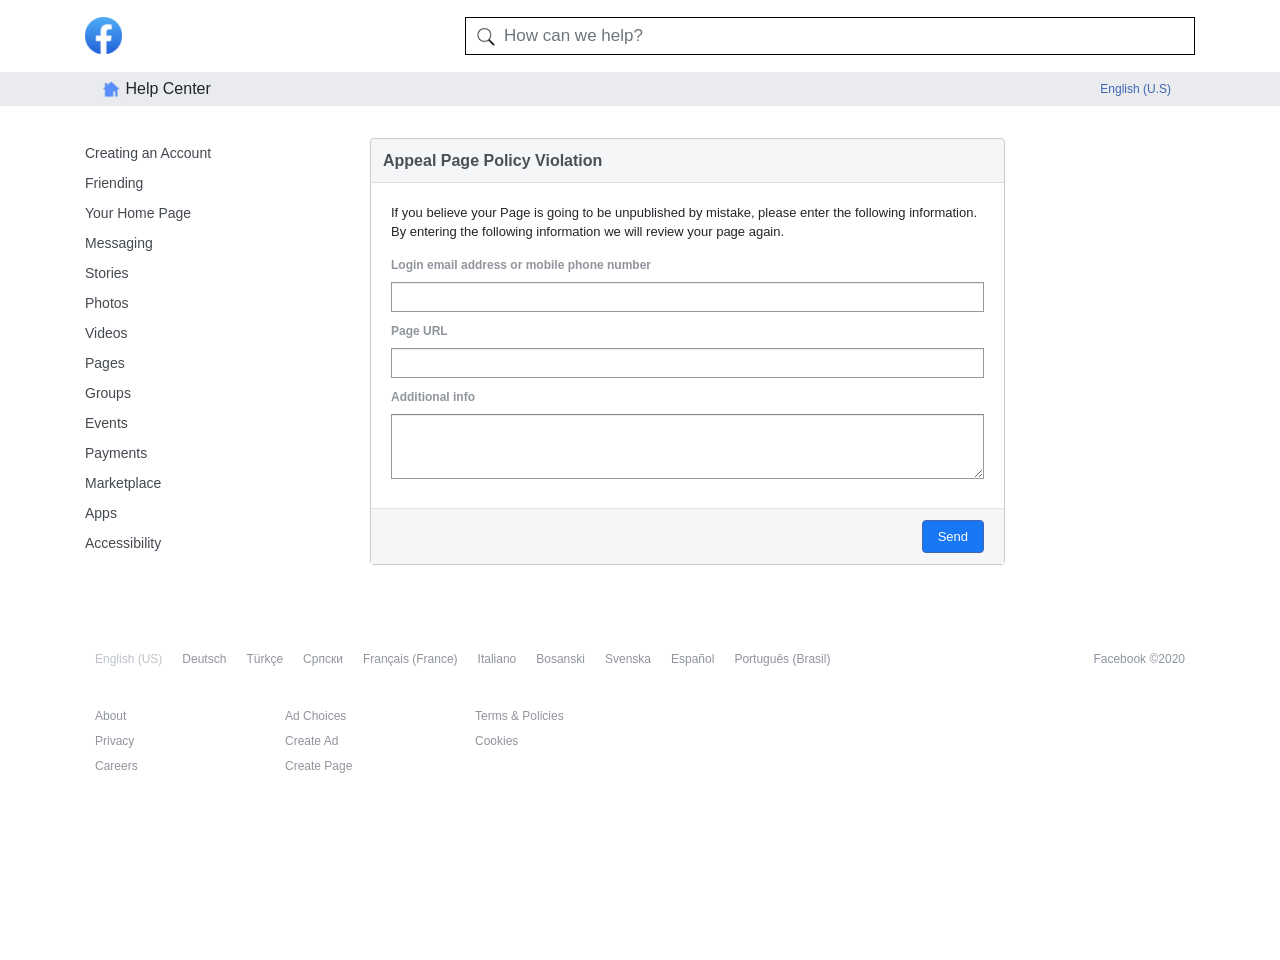 How can we help?
Help Center
English (U.S)
Creating an Account
Friending
Your Home Page
Messaging
Stories
Photos
Videos
Pages
Groups
Events
Payments
Marketplace
Apps
Accessibility
Appeal Page Policy Violation
If you believe your Page is going to be unpublished by mistake, please enter the following information.
By entering the following information we will review your page again.
Login email address or mobile phone number
Page URL
Additional info
Send
English (US) Deutsch Türkçe Српски Français (France) Italiano Bosanski Svenska Español Português (Brasil) Facebook ©2020
About Ad Choices Terms & Policies
Privacy Create Ad Cookies
Careers Create Page